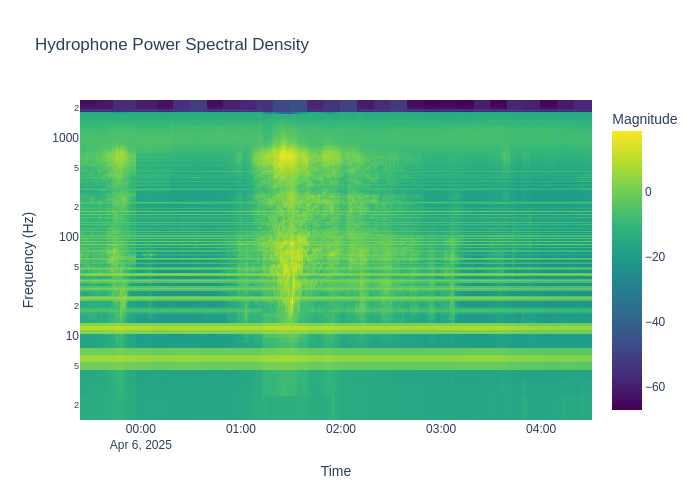 Hydrophone Power Spectral Density
Magnitude
0
−20
−40
−60
Frequency (Hz)
2
1000
5
2
100
5
2
10
5
2
00:00 01:00 02:00 03:00 04:00
Apr 6, 2025
Time